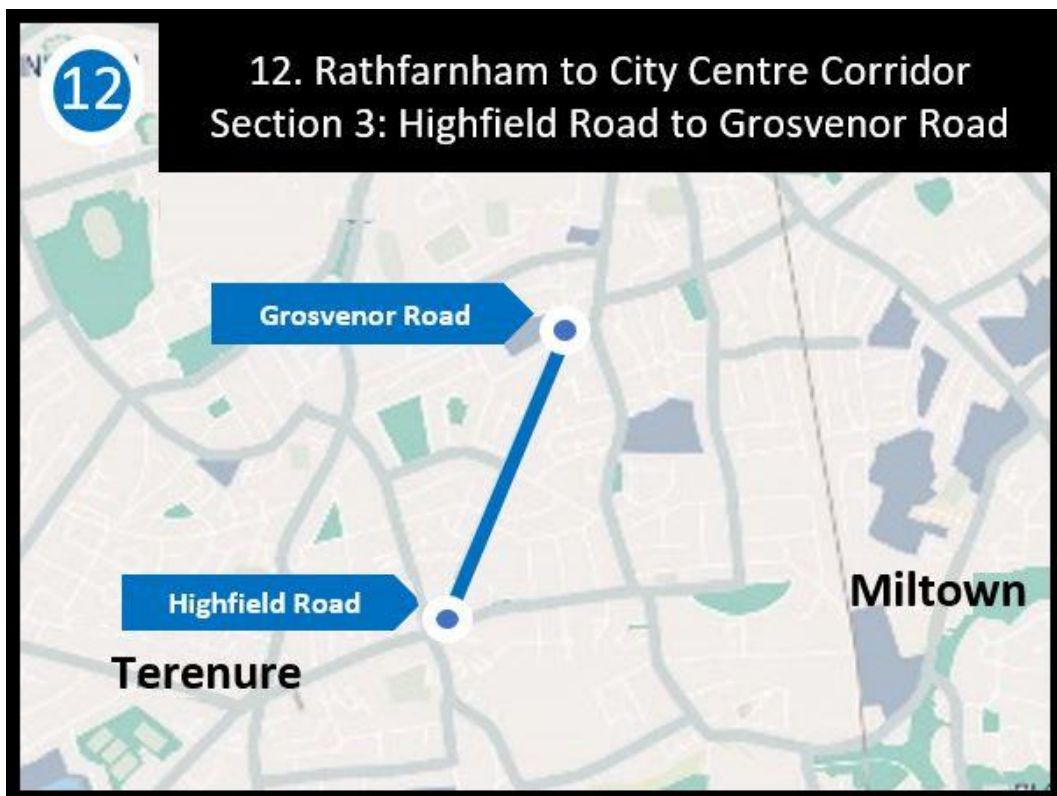 12
12. Rathfarnham to City Centre Corridor
Section 3: Highfield Road to Grosvenor Road
Grosvenor Road
Highfield Road
Miltown
Terenure